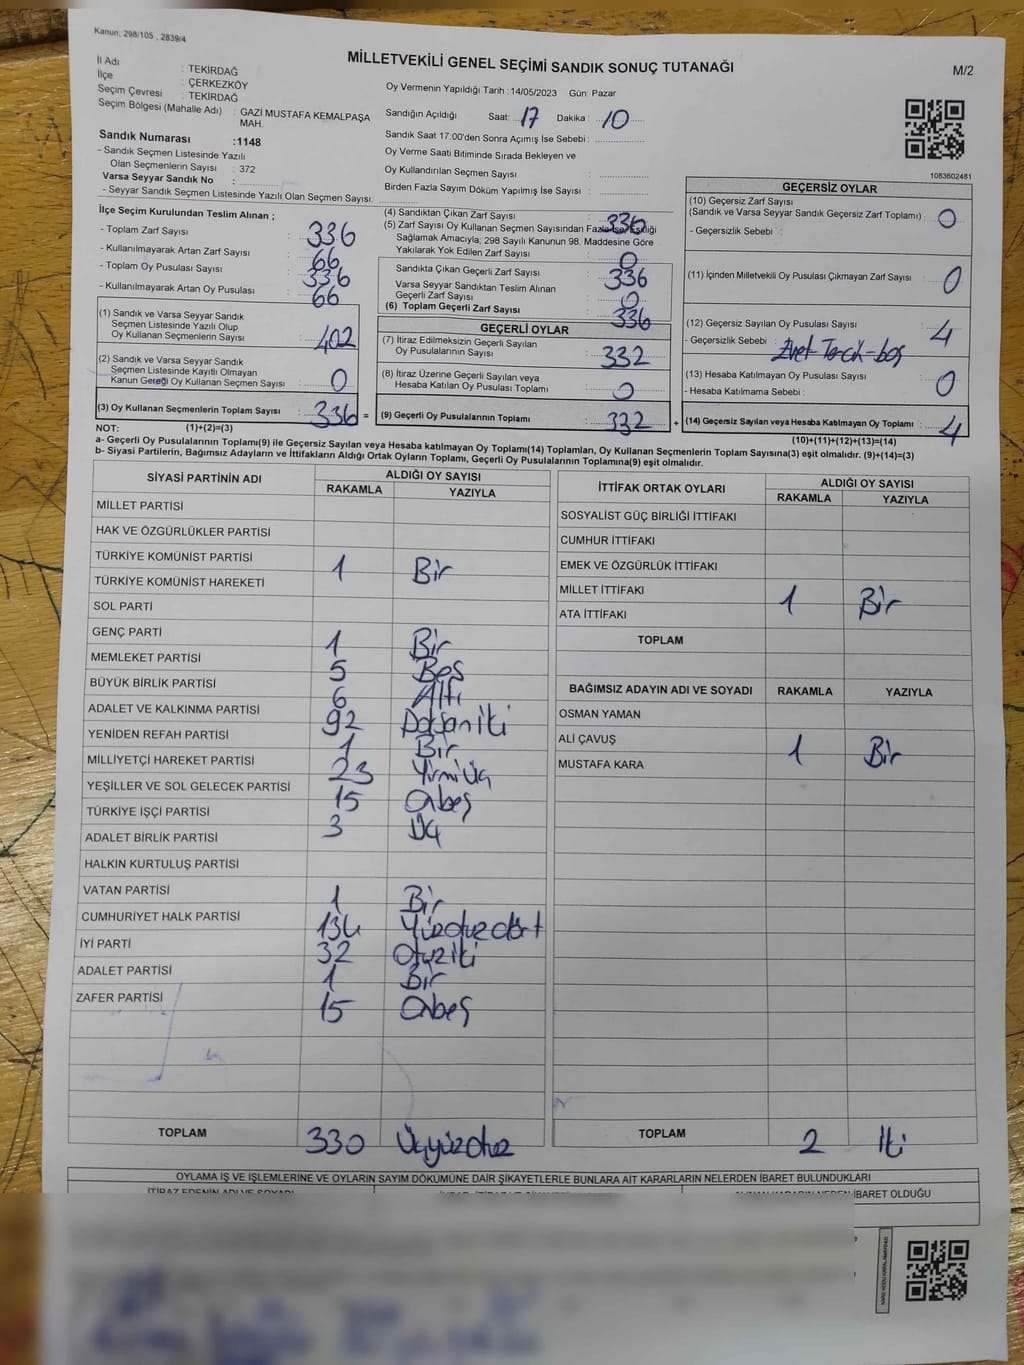 Kanun; 298/105 , 2839/4
MİLLETVEKİLİ GENEL SEÇİMİ SANDIK SONUÇ TUTANAĞI
M/2
İl Adı : TEKİRDAĞ
İlçe : ÇERKEZKÖY
Seçim Çevresi : TEKİRDAĞ
Seçim Bölgesi (Mahalle Adı) : GAZİ MUSTAFA KEMALPAŞA
MAH.
Sandık Numarası :1148
- Sandık Seçmen Listesinde Yazılı
Olan Seçmenlerin Sayısı : 372
Varsa Seyyar Sandık No :
- Seyyar Sandık Seçmen Listesinde Yazılı Olan Seçmen Sayısı:
Oy Vermenin Yapıldığı Tarih : 14/05/2023 Gün: Pazar
Sandığın Açıldığı Saat: 17 Dakika : 10
Sandık Saat 17:00'den Sonra Açımış İse Sebebi :
Oy Verme Saati Bitiminde Sırada Bekleyen ve
Oy Kullandırılan Seçmen Sayısı :
Birden Fazla Sayım Döküm Yapılmış İse Sayısı :
1083602481
İlçe Seçim Kurulundan Teslim Alınan ;
- Toplam Zarf Sayısı : 336
- Kullanılmayarak Artan Zarf Sayısı : 66
- Toplam Oy Pusulası Sayısı : 336
- Kullanılmayarak Artan Oy Pusulası : 66
(1) Sandık ve Varsa Seyyar Sandık
Seçmen Listesinde Yazılı Olup
Oy Kullanan Seçmenlerin Sayısı : 402
(2) Sandık ve Varsa Seyyar Sandık
Seçmen Listesinde Kayıtlı Olmayan
Kanun Gereği Oy Kullanan Seçmen Sayısı : 0
(3) Oy Kullanan Seçmenlerin Toplam Sayısı : 336 =
(4) Sandıktan Çıkan Zarf Sayısı : 336
(5) Zarf Sayısı Oy Kullanan Seçmen Sayısından Fazla İse, Eşitliği
Sağlamak Amacıyla; 298 Sayılı Kanunun 98. Maddesine Göre
Yakılarak Yok Edilen Zarf Sayısı : 0
Sandıkta Çıkan Geçerli Zarf Sayısı : 336
Varsa Seyyar Sandıktan Teslim Alınan
Geçerli Zarf Sayısı : 0
(6) Toplam Geçerli Zarf Sayısı : 336
GEÇERLİ OYLAR
(7) İtiraz Edilmeksizin Geçerli Sayılan
Oy Pusulalarının Sayısı : 332
(8) İtiraz Üzerine Geçerli Sayılan veya
Hesaba Katılan Oy Pusulası Toplamı : 0
(9) Geçerli Oy Pusulalarının Toplamı : 332 +
GEÇERSİZ OYLAR
(10) Geçersiz Zarf Sayısı
(Sandık ve Varsa Seyyar Sandık Geçersiz Zarf Toplamı) : 0
- Geçersizlik Sebebi :
(11) İçinden Milletvekili Oy Pusulası Çıkmayan Zarf Sayısı : 0
(12) Geçersiz Sayılan Oy Pusulası Sayısı : 4
- Geçersizlik Sebebi : boş
(13) Hesaba Katılmayan Oy Pusulası Sayısı : 0
- Hesaba Katılmama Sebebi :
(14) Geçersiz Sayılan veya Hesaba Katılmayan Oy Toplamı : 4
NOT: (1)+(2)=(3)
(10)+(11)+(12)+(13)=(14)
a- Geçerli Oy Pusulalarının Toplamı(9) ile Geçersiz Sayılan veya Hesaba katılmayan Oy Toplamı(14) Toplamları, Oy Kullanan Seçmenlerin Toplam Sayısına(3) eşit olmalıdır. (9)+(14)=(3)
b- Siyasi Partilerin, Bağımsız Adayların ve İttifakların Aldığı Ortak Oyların Toplamı, Geçerli Oy Pusulalarının Toplamına(9) eşit olmalıdır.
SİYASİ PARTİNİN ADI ALDIĞI OY SAYISI
RAKAMLA YAZIYLA
MİLLET PARTİSİ
HAK VE ÖZGÜRLÜKLER PARTİSİ
TÜRKİYE KOMÜNİST PARTİSİ 1 Bir
TÜRKİYE KOMÜNİST HAREKETİ
SOL PARTİ
GENÇ PARTİ 1 Bir
MEMLEKET PARTİSİ 5 Beş
BÜYÜK BİRLİK PARTİSİ 6 Altı
ADALET VE KALKINMA PARTİSİ 92 Doksaniki
YENİDEN REFAH PARTİSİ 1 Bir
MİLLİYETÇİ HAREKET PARTİSİ 23 Yirmiüç
YEŞİLLER VE SOL GELECEK PARTİSİ 15 Onbeş
TÜRKİYE İŞÇİ PARTİSİ 3 Üç
ADALET BİRLİK PARTİSİ
HALKIN KURTULUŞ PARTİSİ
VATAN PARTİSİ 1 Bir
CUMHURİYET HALK PARTİSİ 134 Yüzotuzdört
İYİ PARTİ 32 Otuziki
ADALET PARTİSİ 1 Bir
ZAFER PARTİSİ 15 Onbeş
TOPLAM 330 Üçyüzotuz
İTTİFAK ORTAK OYLARI ALDIĞI OY SAYISI
RAKAMLA YAZIYLA
SOSYALİST GÜÇ BİRLİĞİ İTTİFAKI
CUMHUR İTTİFAKI
EMEK VE ÖZGÜRLÜK İTTİFAKI
MİLLET İTTİFAKI 1 Bir
ATA İTTİFAKI
TOPLAM
BAĞIMSIZ ADAYIN ADI VE SOYADI RAKAMLA YAZIYLA
OSMAN YAMAN
ALİ ÇAVUŞ 1 Bir
MUSTAFA KARA
TOPLAM 2 İki
OYLAMA İŞ VE İŞLEMLERİNE VE OYLARIN SAYIM DÖKÜMÜNE DAİR ŞİKAYETLERLE BUNLARA AİT KARARLARIN NELERDEN İBARET BULUNDUKLARI
İTİRAZ EDENİN ADI VE SOYADI
İBARET OLDUĞU